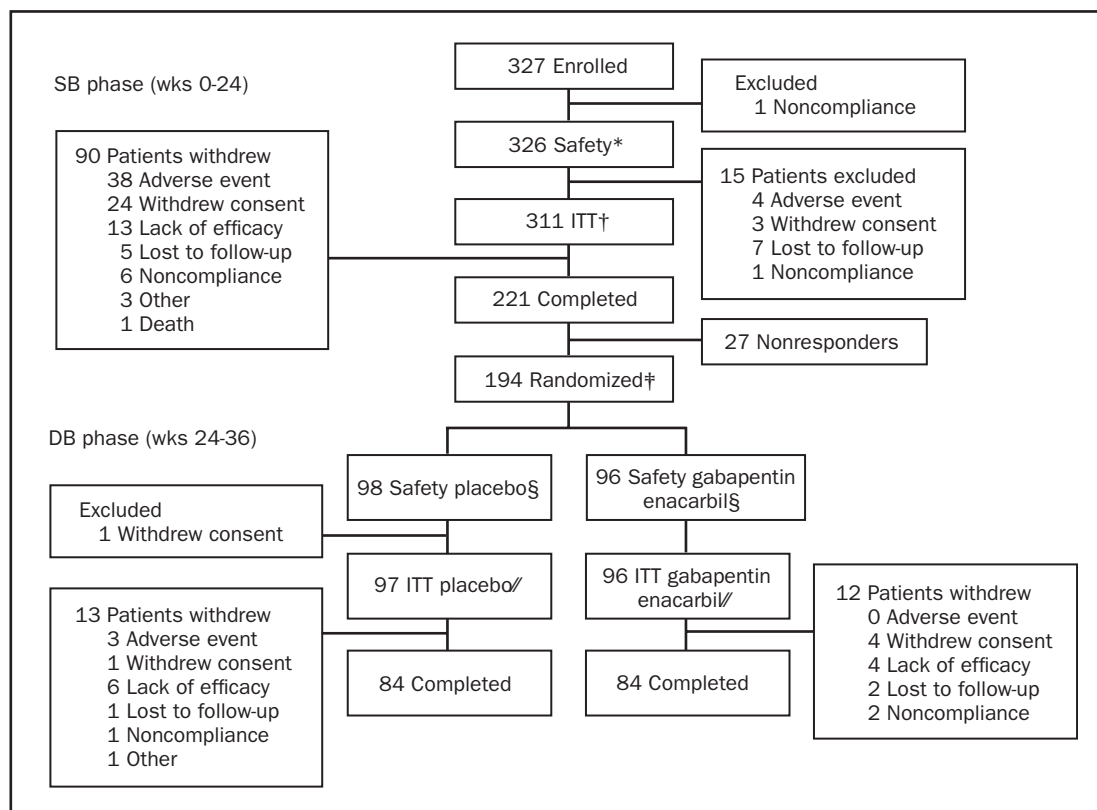 327 Enrolled
SB phase (wks 0-24)
Excluded
1 Noncompliance
326 Safety*
90 Patients withdrew
38 Adverse event
24 Withdrew consent
13 Lack of efficacy
5 Lost to follow-up
6 Noncompliance
3 Other
1 Death
15 Patients excluded
4 Adverse event
3 Withdrew consent
7 Lost to follow-up
1 Noncompliance
311 ITT†
221 Completed
27 Nonresponders
194 Randomized‡
DB phase (wks 24-36)
98 Safety placebo§
96 Safety gabapentin
enacarbil§
Excluded
1 Withdrew consent
97 ITT placebo//
96 ITT gabapentin
enacarbil//
13 Patients withdrew
3 Adverse event
1 Withdrew consent
6 Lack of efficacy
1 Lost to follow-up
1 Noncompliance
1 Other
12 Patients withdrew
0 Adverse event
4 Withdrew consent
4 Lack of efficacy
2 Lost to follow-up
2 Noncompliance
84 Completed
84 Completed